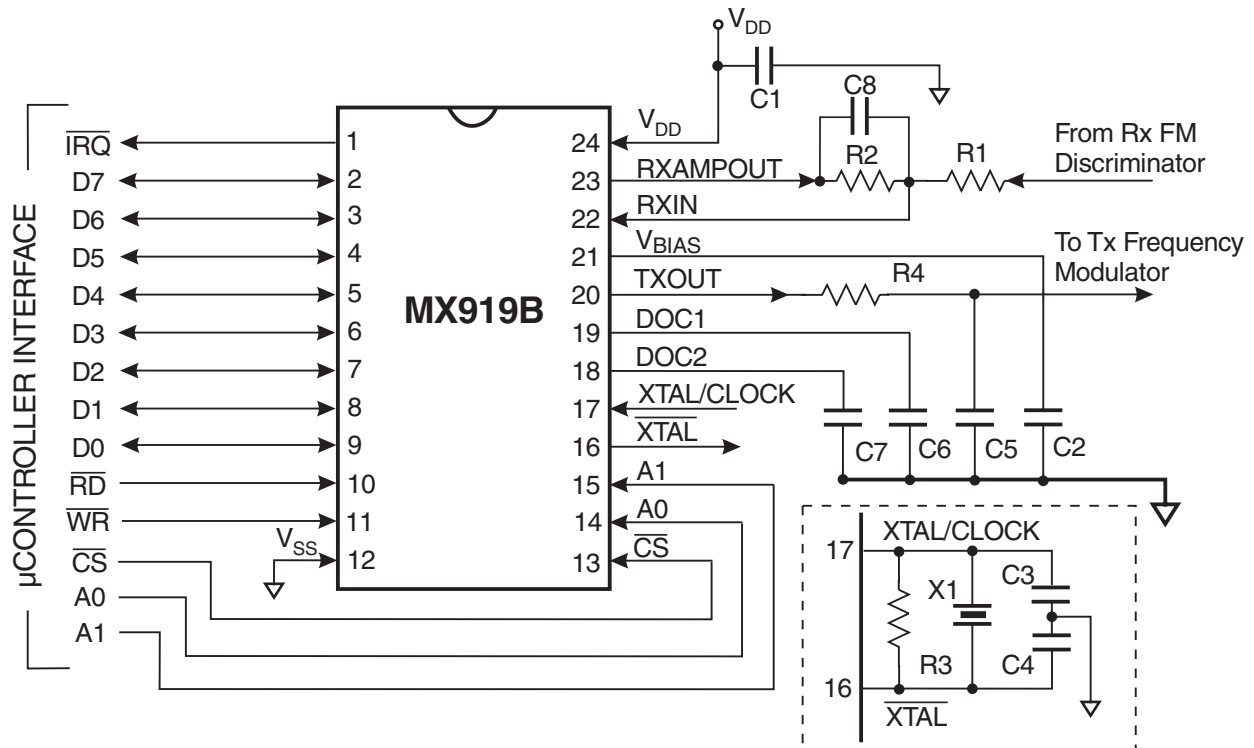 µCONTROLLER INTERFACE
IRQ
D7
D6
D5
D4
D3
D2
D1
D0
RD
WR
CS
A0
A1
VSS
1
2
3
4
5
6
7
8
9
10
11
12
MX919B
24
23
22
21
20
19
18
17
16
15
14
13
VDD
RXAMPOUT
RXIN
VBIAS
TXOUT
DOC1
DOC2
XTAL/CLOCK
XTAL
A1
A0
CS
VDD
C1
C8
R2
R1
From Rx FM
Discriminator
To Tx Frequency
Modulator
R4
C7
C6
C5
C2
17
XTAL/CLOCK
X1
C3
R3
C4
16
XTAL